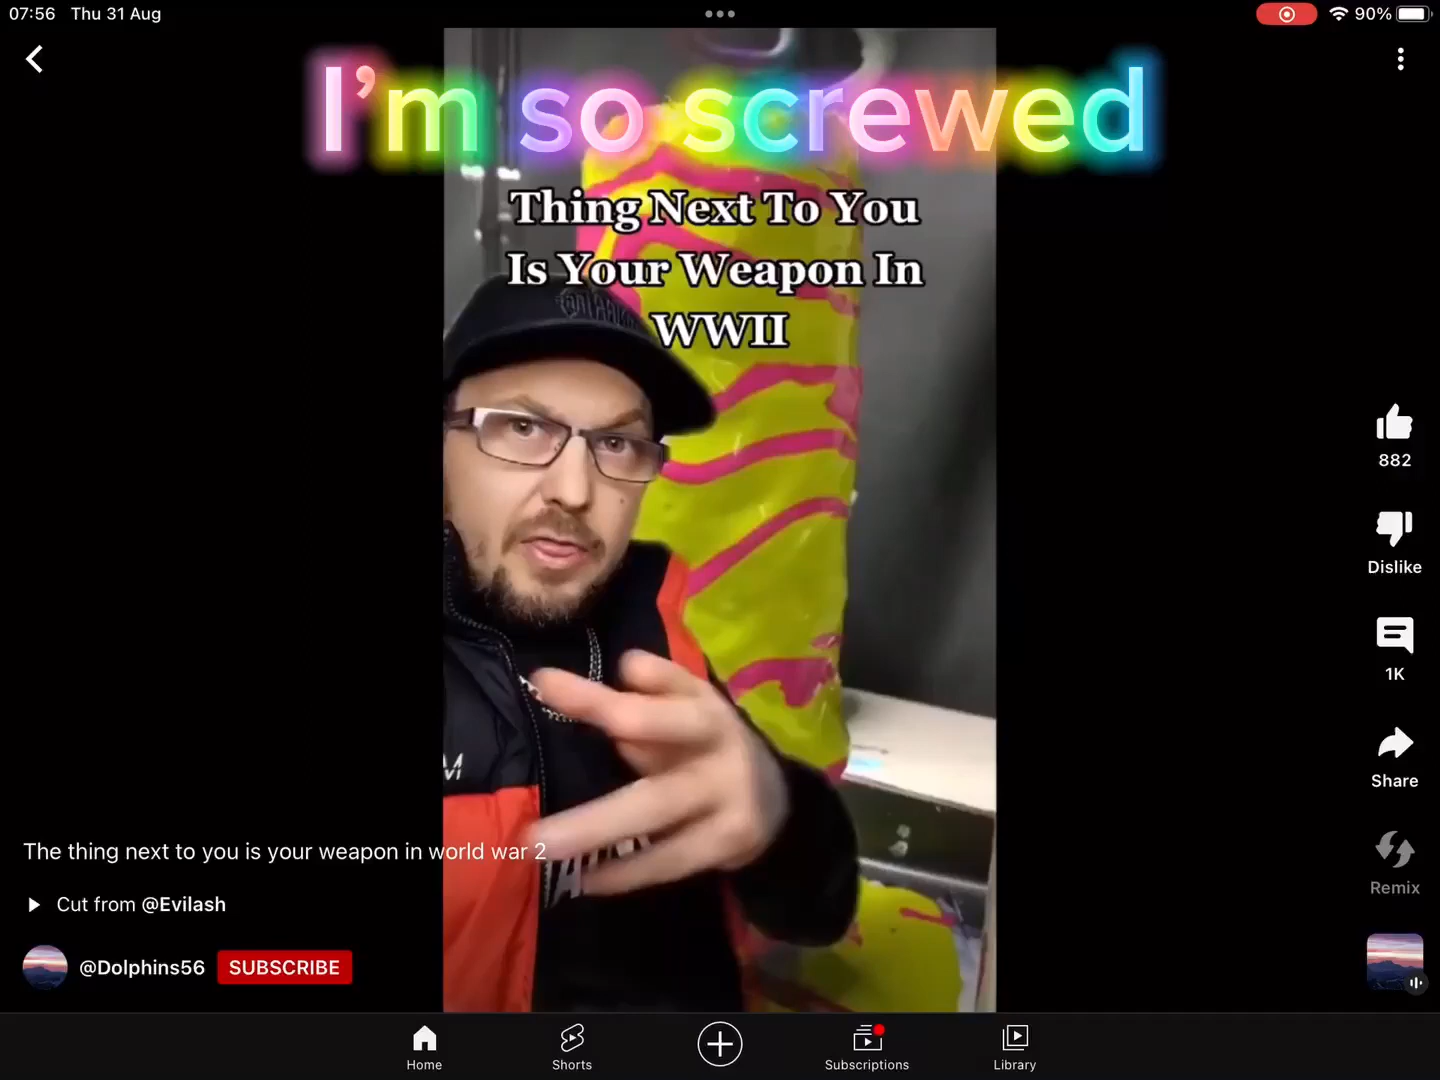 07:56 Thu 31 Aug
90%
I'm so screwed
Thing Next To You
Is Your Weapon In
WWII
882
Dislike
1K
Share
Remix
The thing next to you is your weapon in world war 2
Cut from @Evilash
@Dolphins56 SUBSCRIBE
Home
Shorts
Subscriptions
Library